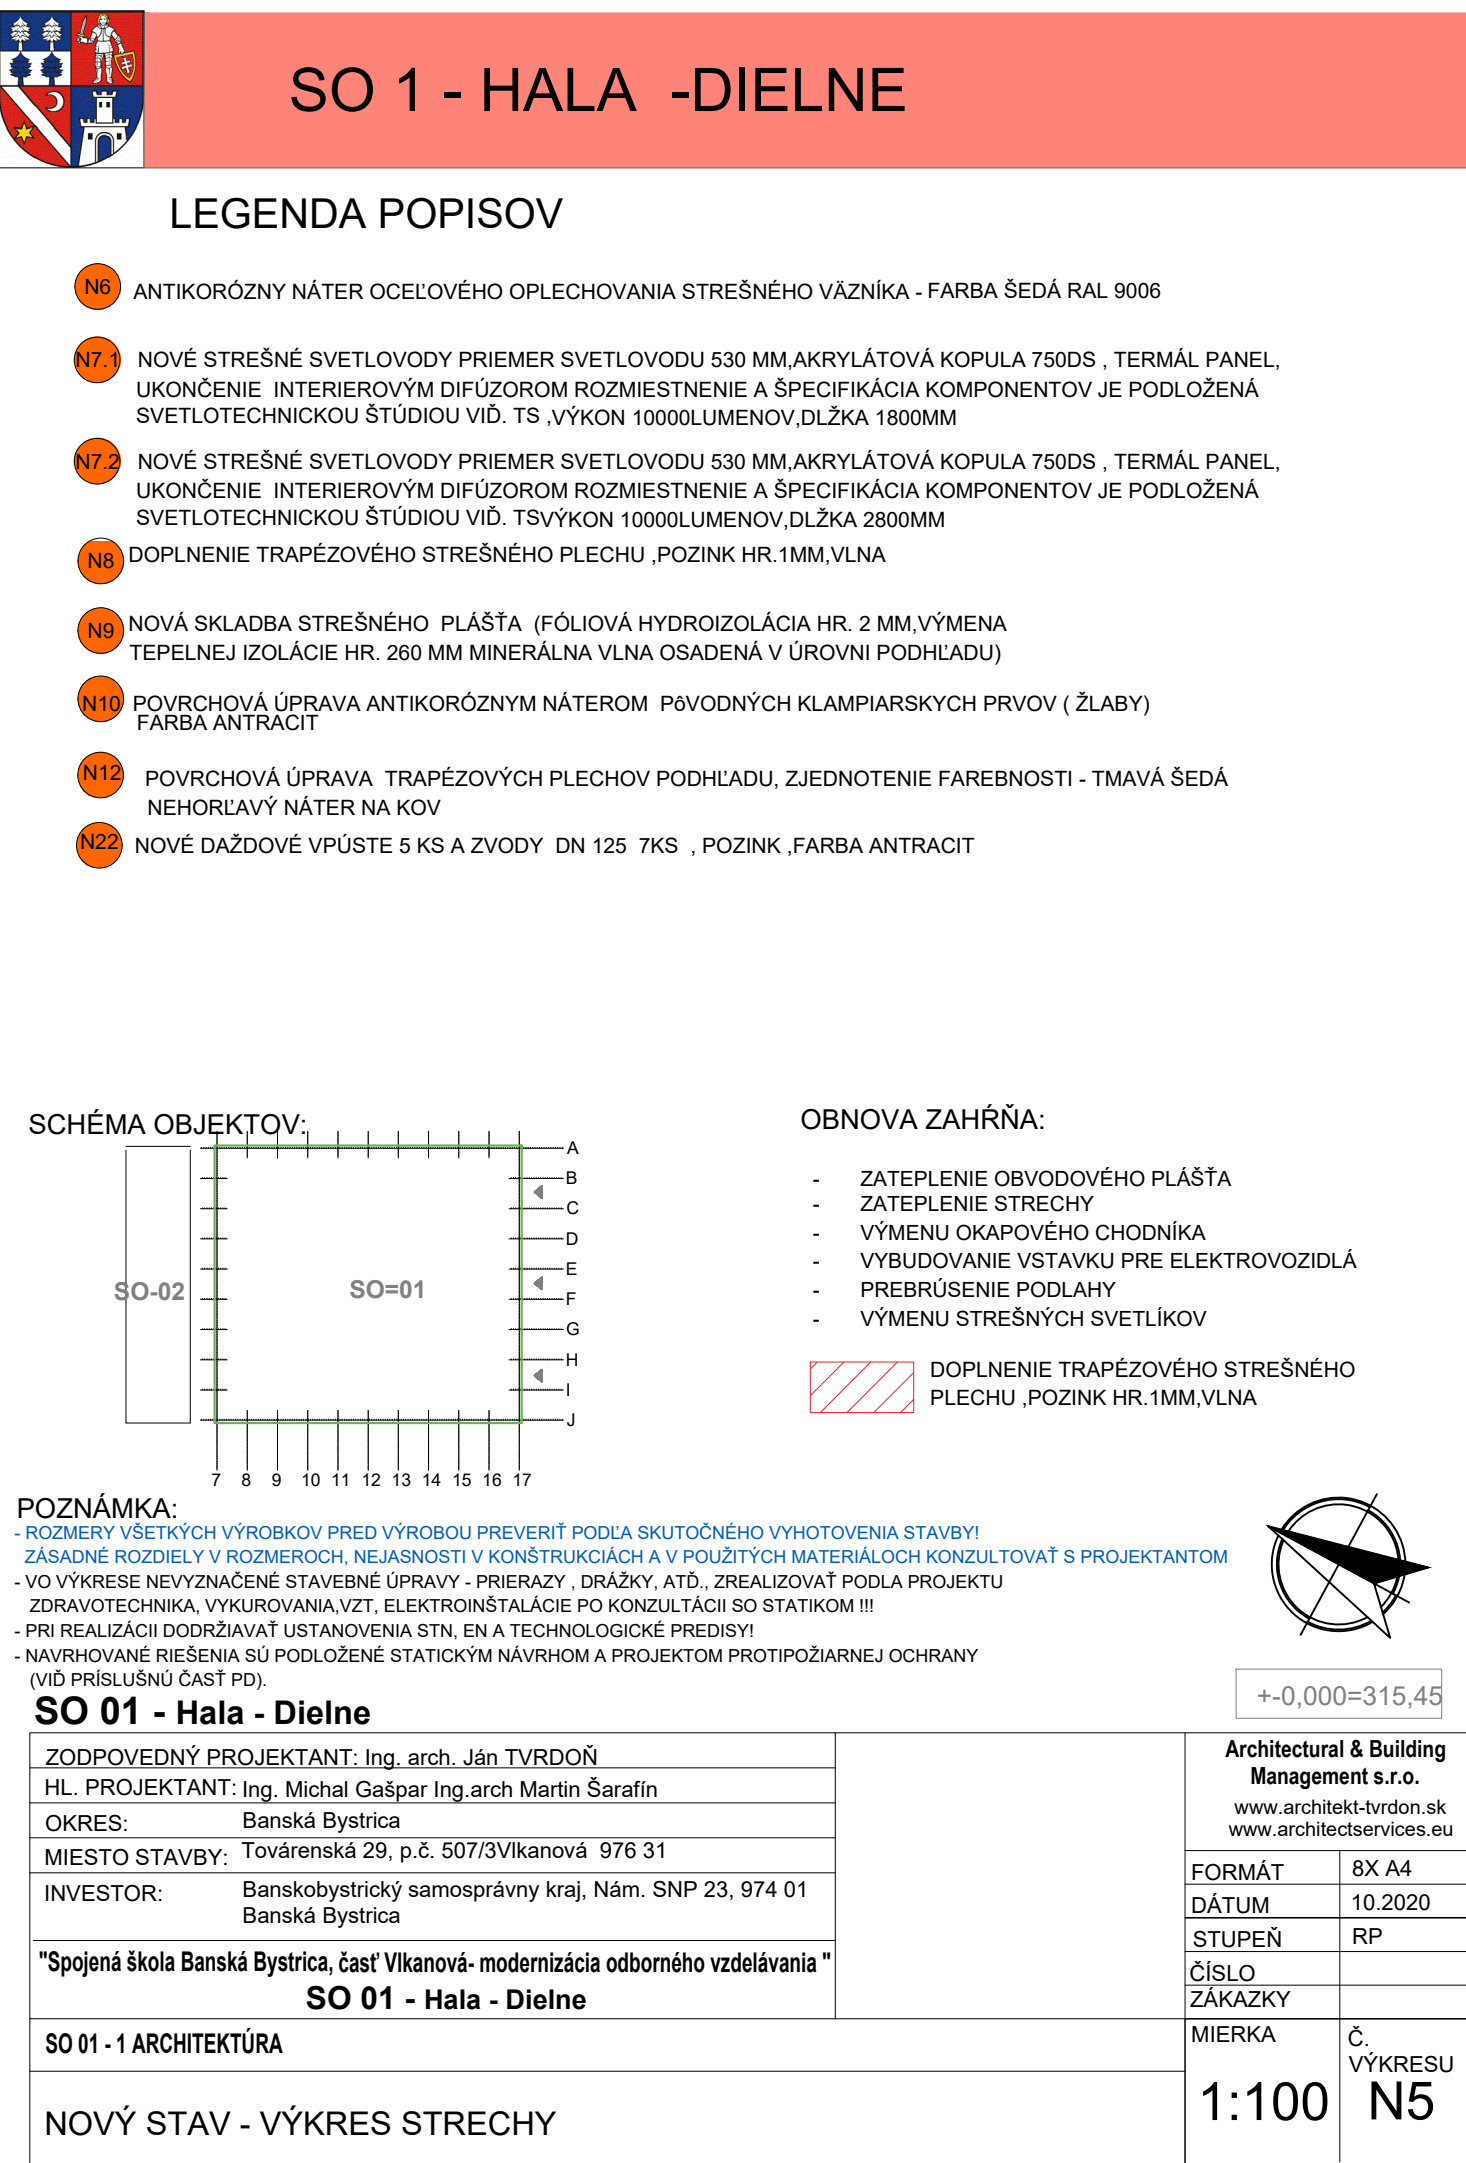 SO 1 - HALA -DIELNE
LEGENDA POPISOV
N6 ANTIKORÓZNY NÁTER OCEĽOVÉHO OPLECHOVANIA STREŠNÉHO VÄZNÍKA - FARBA ŠEDÁ RAL 9006
N7.1 NOVÉ STREŠNÉ SVETLOVODY PRIEMER SVETLOVODU 530 MM,AKRYLÁTOVÁ KOPULA 750DS , TERMÁL PANEL,
UKONČENIE INTERIEROVÝM DIFÚZOROM ROZMIESTNENIE A ŠPECIFIKÁCIA KOMPONENTOV JE PODLOŽENÁ
SVETLOTECHNICKOU ŠTÚDIOU VIĎ. TS ,VÝKON 10000LUMENOV,DLŽKA 1800MM
N7.2 NOVÉ STREŠNÉ SVETLOVODY PRIEMER SVETLOVODU 530 MM,AKRYLÁTOVÁ KOPULA 750DS , TERMÁL PANEL,
UKONČENIE INTERIEROVÝM DIFÚZOROM ROZMIESTNENIE A ŠPECIFIKÁCIA KOMPONENTOV JE PODLOŽENÁ
SVETLOTECHNICKOU ŠTÚDIOU VIĎ. TSVÝKON 10000LUMENOV,DLŽKA 2800MM
N8 DOPLNENIE TRAPÉZOVÉHO STREŠNÉHO PLECHU ,POZINK HR.1MM,VLNA
N9 NOVÁ SKLADBA STREŠNÉHO PLÁŠŤA (FÓLIOVÁ HYDROIZOLÁCIA HR. 2 MM,VÝMENA
TEPELNEJ IZOLÁCIE HR. 260 MM MINERÁLNA VLNA OSADENÁ V ÚROVNI PODHĽADU)
N10 POVRCHOVÁ ÚPRAVA ANTIKORÓZNYM NÁTEROM PôVODNÝCH KLAMPIARSKYCH PRVOV ( ŽLABY)
FARBA ANTRACIT
N12 POVRCHOVÁ ÚPRAVA TRAPÉZOVÝCH PLECHOV PODHĽADU, ZJEDNOTENIE FAREBNOSTI - TMAVÁ ŠEDÁ
NEHORĽAVÝ NÁTER NA KOV
N22 NOVÉ DAŽDOVÉ VPÚSTE 5 KS A ZVODY DN 125 7KS , POZINK ,FARBA ANTRACIT
SCHÉMA OBJEKTOV:
A
B
C
D
E
F
G
H
I
J
SO-02
SO=01
7 8 9 10 11 12 13 14 15 16 17
OBNOVA ZAHŔŇA:
- ZATEPLENIE OBVODOVÉHO PLÁŠŤA
- ZATEPLENIE STRECHY
- VÝMENU OKAPOVÉHO CHODNÍKA
- VYBUDOVANIE VSTAVKU PRE ELEKTROVOZIDLÁ
- PREBRÚSENIE PODLAHY
- VÝMENU STREŠNÝCH SVETLÍKOV
DOPLNENIE TRAPÉZOVÉHO STREŠNÉHO
PLECHU ,POZINK HR.1MM,VLNA
POZNÁMKA:
- ROZMERY VŠETKÝCH VÝROBKOV PRED VÝROBOU PREVERIŤ PODĽA SKUTOČNÉHO VYHOTOVENIA STAVBY!
ZÁSADNÉ ROZDIELY V ROZMEROCH, NEJASNOSTI V KONŠTRUKCIÁCH A V POUŽITÝCH MATERIÁLOCH KONZULTOVAŤ S PROJEKTANTOM
- VO VÝKRESE NEVYZNAČENÉ STAVEBNÉ ÚPRAVY - PRIERAZY , DRÁŽKY, ATĎ., ZREALIZOVAŤ PODLA PROJEKTU
ZDRAVOTECHNIKA, VYKUROVANIA,VZT, ELEKTROINŠTALÁCIE PO KONZULTÁCII SO STATIKOM !!!
- PRI REALIZÁCII DODRŽIAVAŤ USTANOVENIA STN, EN A TECHNOLOGICKÉ PREDISY!
- NAVRHOVANÉ RIEŠENIA SÚ PODLOŽENÉ STATICKÝM NÁVRHOM A PROJEKTOM PROTIPOŽIARNEJ OCHRANY
(VIĎ PRÍSLUŠNÚ ČASŤ PD).
+-0,000=315,45
SO 01 - Hala - Dielne
ZODPOVEDNÝ PROJEKTANT: Ing. arch. Ján TVRDOŇ
HL. PROJEKTANT: Ing. Michal Gašpar Ing.arch Martin Šarafín
OKRES: Banská Bystrica
MIESTO STAVBY: Továrenská 29, p.č. 507/3Vlkanová 976 31
INVESTOR: Banskobystrický samosprávny kraj, Nám. SNP 23, 974 01
Banská Bystrica
"Spojená škola Banská Bystrica, časť Vlkanová- modernizácia odborného vzdelávania "
SO 01 - Hala - Dielne
SO 01 - 1 ARCHITEKTÚRA
NOVÝ STAV - VÝKRES STRECHY
Architectural & Building
Management s.r.o.
www.architekt-tvrdon.sk
www.architectservices.eu
FORMÁT 8X A4
DÁTUM 10.2020
STUPEŇ RP
ČÍSLO
ZÁKAZKY
MIERKA
1:100
Č.
VÝKRESU
N5